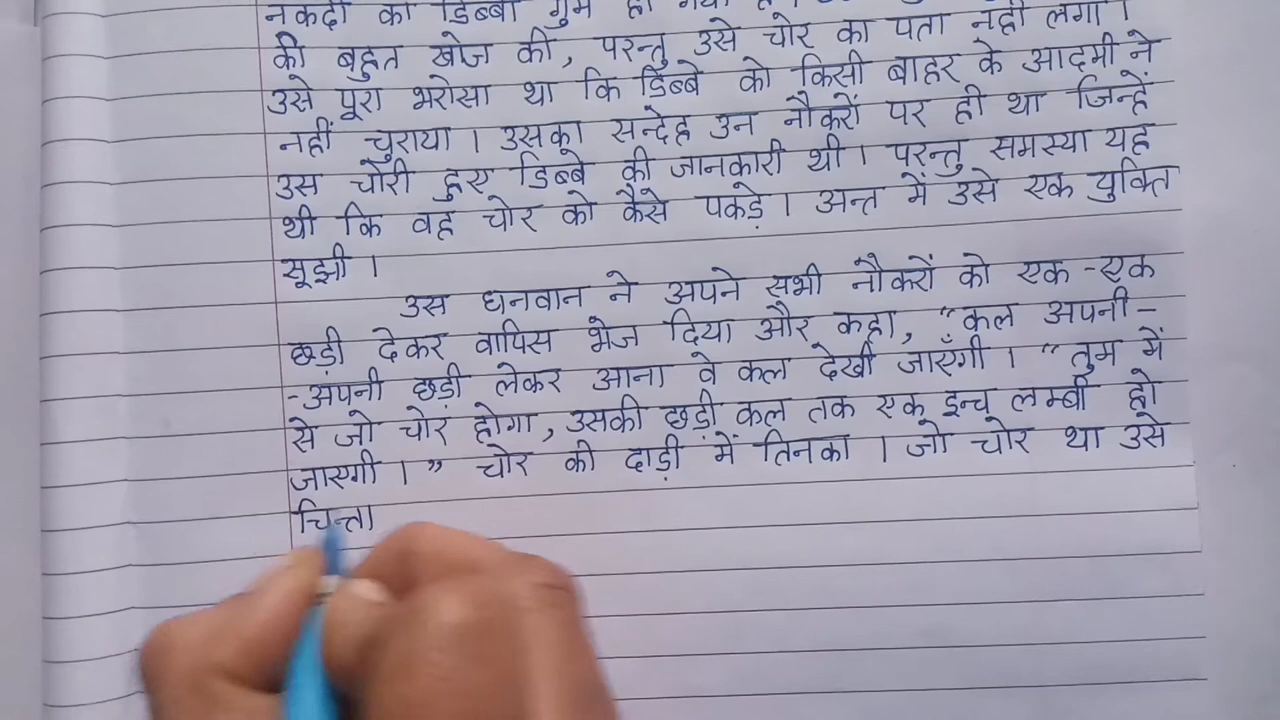 नकदी का डिब्बा गुम हो गया
की बहुत खोज की, परन्तु उसे चोर का पता नहीं लगा।
उसे पूरा भरोसा था कि डिब्बे को किसी बाहर के आदमी ने
नहीं चुराया। उसका सन्देह उन नौकरों पर ही था जिन्हें
उस चोरी हुए डिब्बे की जानकारी थी। परन्तु समस्या यह
थी कि वह चोर को कैसे पकड़े। अन्त में उसे एक युक्ति
सूझी।
उस धनवान ने अपने सभी नौकरों को एक-एक
छड़ी देकर वापिस भेज दिया और कहा, "कल अपनी-
-अपनी छड़ी लेकर आना वे कल देखी जाएँगी। "तुम में
से जो चोर होगा, उसकी छड़ी कल तक एक इन्च लम्बी हो
जाएगी।" चोर की दाड़ी में तिनका। जो चोर था उसे
चिन्ता